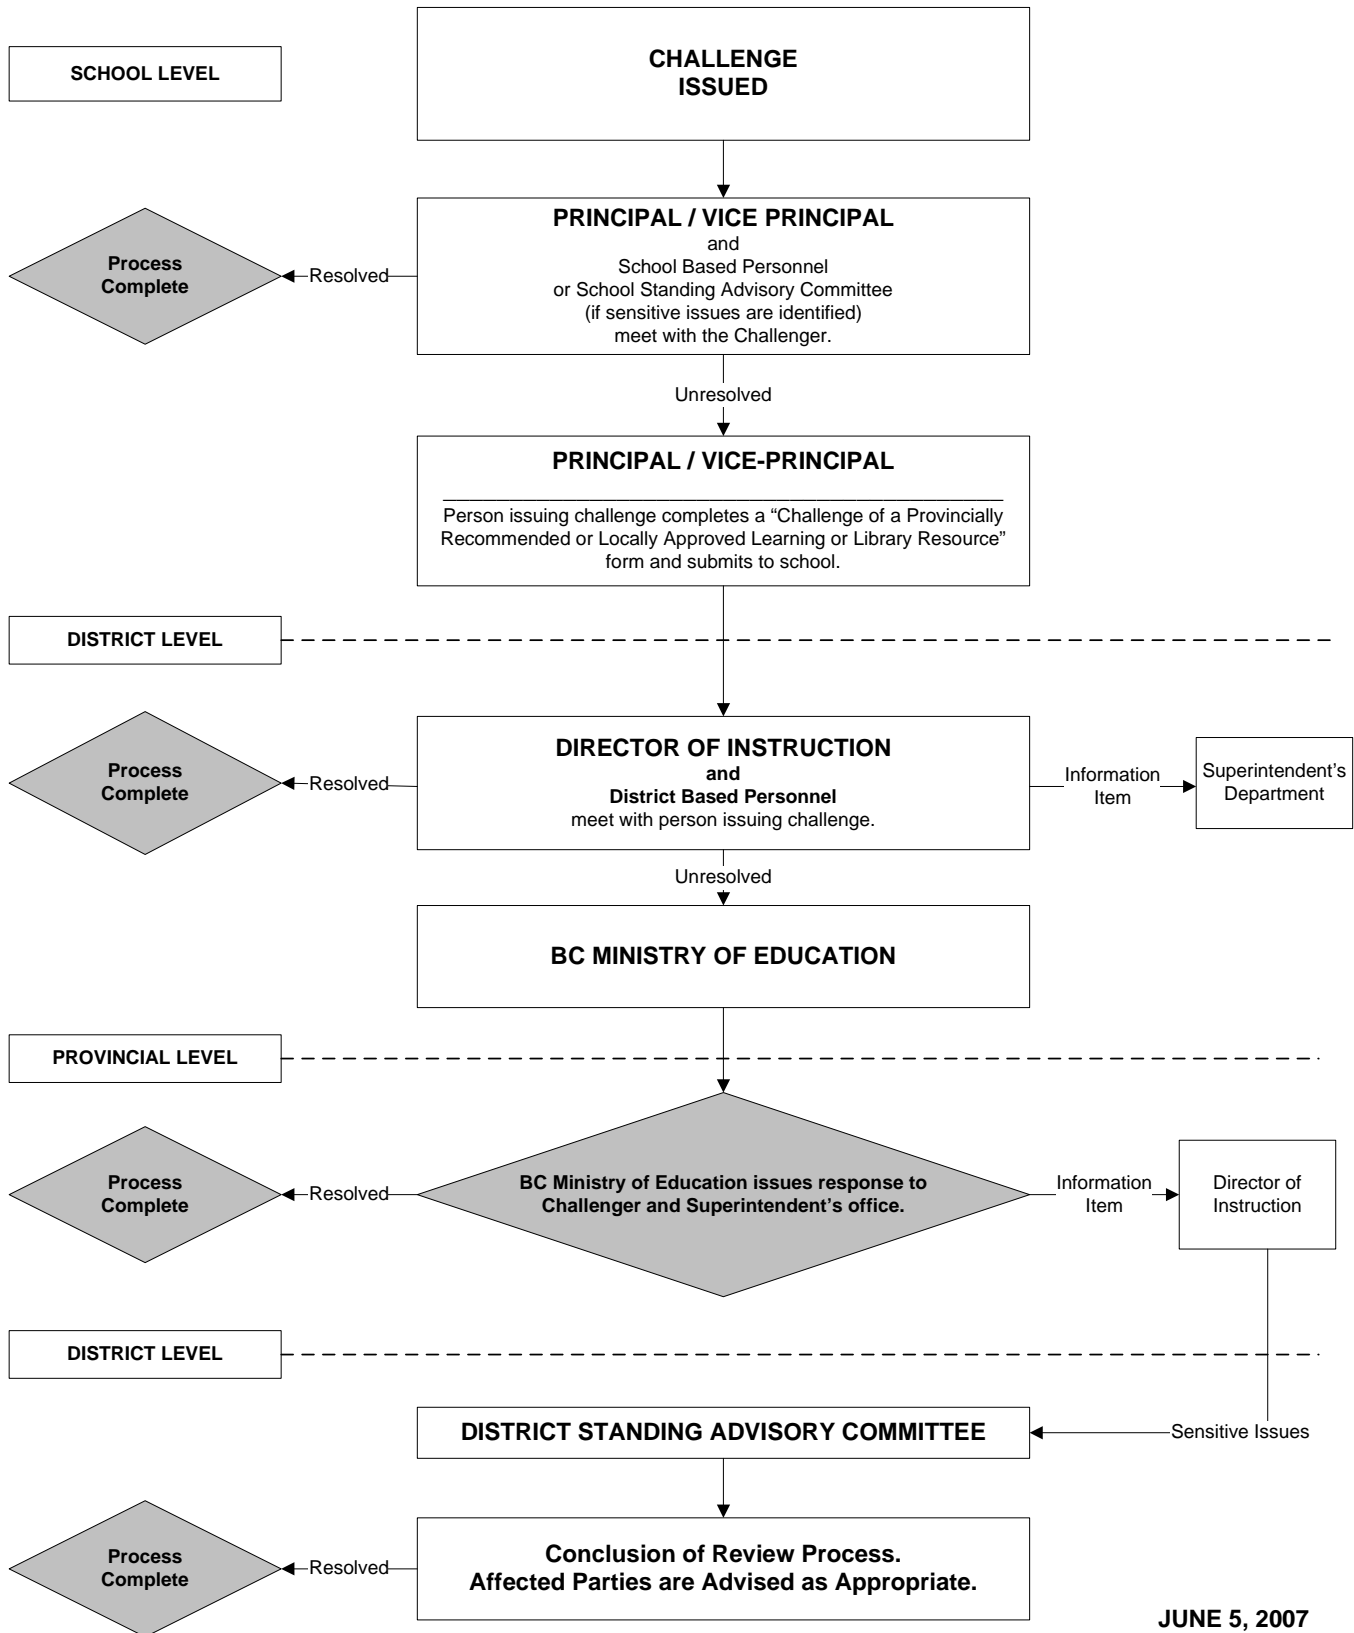 SCHOOL LEVEL
CHALLENGE
ISSUED
PRINCIPAL / VICE PRINCIPAL
and
School Based Personnel
or School Standing Advisory Committee
(if sensitive issues are identified)
meet with the Challenger.
Resolved
Process
Complete
Unresolved
PRINCIPAL / VICE-PRINCIPAL
Person issuing challenge completes a “Challenge of a Provincially
Recommended or Locally Approved Learning or Library Resource”
form and submits to school.
DISTRICT LEVEL
DIRECTOR OF INSTRUCTION
and
District Based Personnel
meet with person issuing challenge.
Resolved
Process
Complete
Information
Item
Superintendent’s
Department
Unresolved
BC MINISTRY OF EDUCATION
PROVINCIAL LEVEL
BC Ministry of Education issues response to
Challenger and Superintendent’s office.
Resolved
Process
Complete
Information
Item
Director of
Instruction
DISTRICT LEVEL
Sensitive Issues
DISTRICT STANDING ADVISORY COMMITTEE
Conclusion of Review Process.
Affected Parties are Advised as Appropriate.
Resolved
Process
Complete
JUNE 5, 2007